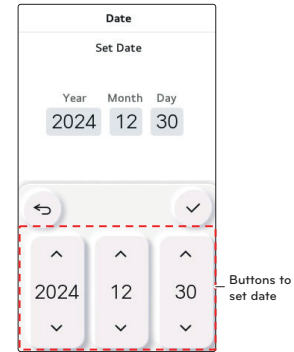 Date
Set Date
Year Month Day
2024 12 30
2024 12 30
Buttons to
set date